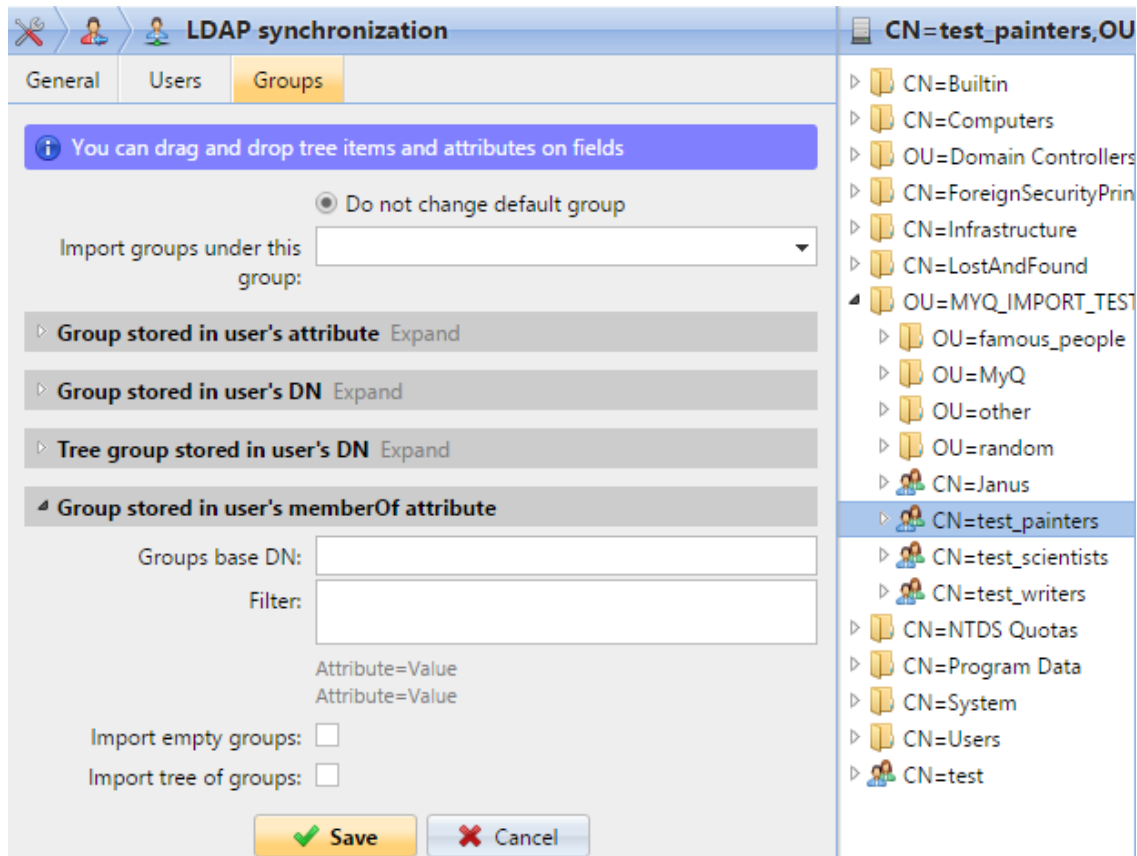 LDAP synchronization
General Users Groups
You can drag and drop tree items and attributes on fields
Do not change default group
Import groups under this
group:
Group stored in user's attribute Expand
Group stored in user's DN Expand
Tree group stored in user's DN Expand
Group stored in user's memberOf attribute
Groups base DN:
Filter:
Attribute=Value
Attribute=Value
Import empty groups:
Import tree of groups:
Save Cancel
CN=test_painters,OU
CN=Builtin
CN=Computers
OU=Domain Controllers
CN=ForeignSecurityPrin
CN=Infrastructure
CN=LostAndFound
OU=MYQ_IMPORT_TEST
OU=famous_people
OU=MyQ
OU=other
OU=random
CN=Janus
CN=test_painters
CN=test_scientists
CN=test_writers
CN=NTDS Quotas
CN=Program Data
CN=System
CN=Users
CN=test